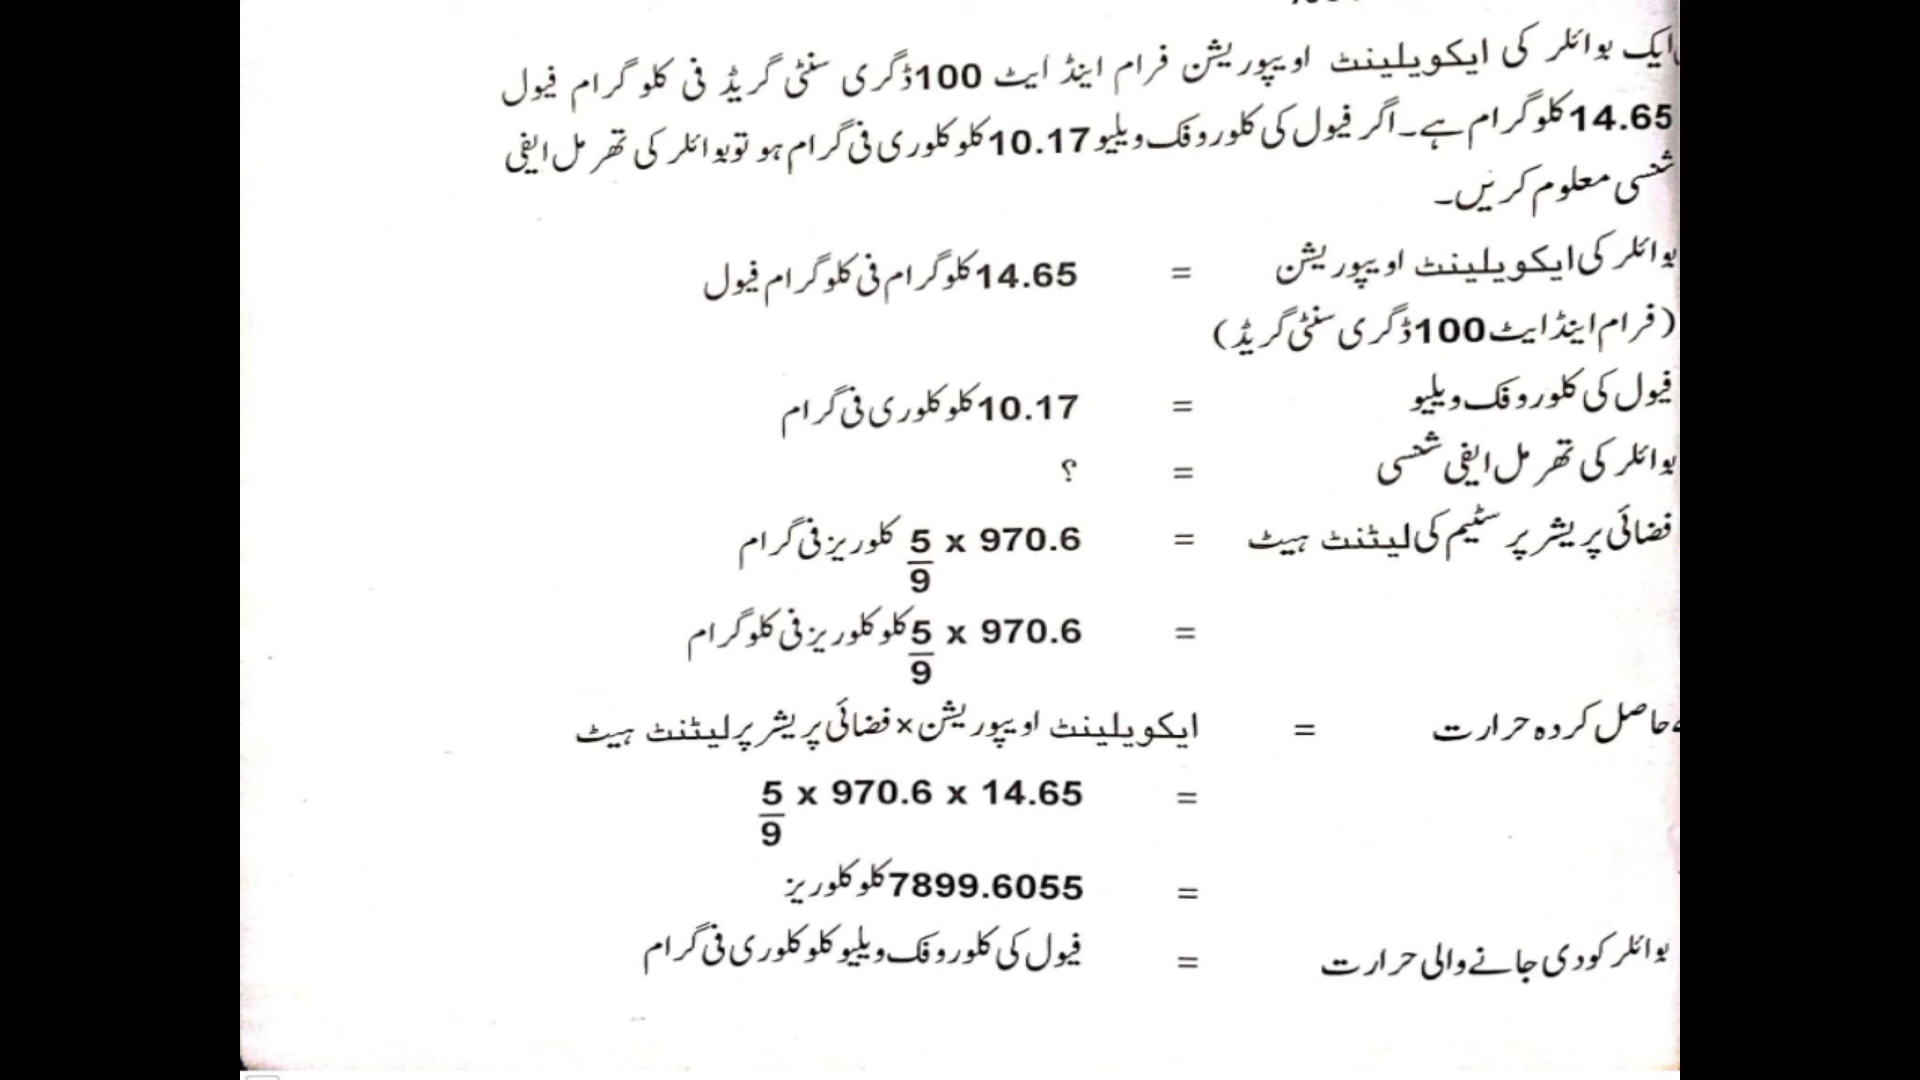 ایک بوائلر کی ایکویلینٹ اویپوریشن فرام اینڈ ایٹ 100ڈگری سنٹی گریڈ فی کلو گرام فیول
14.65کلوگرام ہے۔اگر فیول کی کلوروفک ویلیو 10.17کلوکلوری فی گرام ہو توبوائلر کی تھرمل ایفی
شنسی معلوم کریں۔
بوائلر کی ایکویلینٹ اویپوریشن = 14.65کلوگرام فی کلوگرام فیول
(فرام اینڈ ایٹ 100ڈگری سنٹی گریڈ)
فیول کی کلوروفک ویلیو = 10.17کلوکلوری فی گرام
بوائلر کی تھرمل ایفی شنسی = ؟
فضائی پریشر پر سٹیم کی لیٹنٹ ہیٹ = 970.6 x 5/9 کلوریز فی گرام
= 970.6 x 5/9 کلوکلوریز فی کلوگرام
حاصل کردہ حرارت = ایکویلینٹ اویپوریشن x فضائی پریشر پر لیٹنٹ ہیٹ
= 14.65 x 970.6 x 5/9
= 7899.6055کلوکلوریز
بوائلر کودی جانے والی حرارت = فیول کی کلوروفک ویلیو کلوکلوری فی گرام